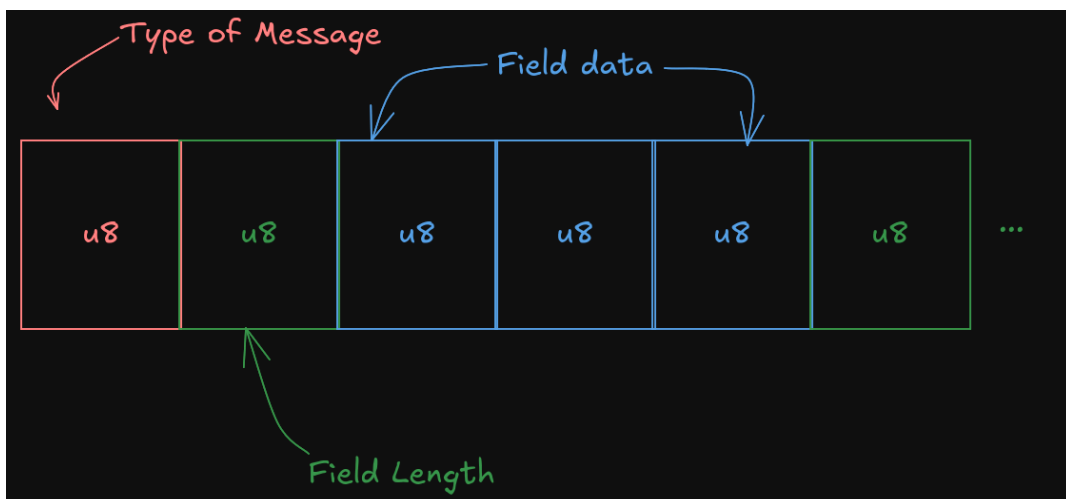 Type of Message
Field data
u8 u8 u8 u8 u8 u8 ...
Field Length